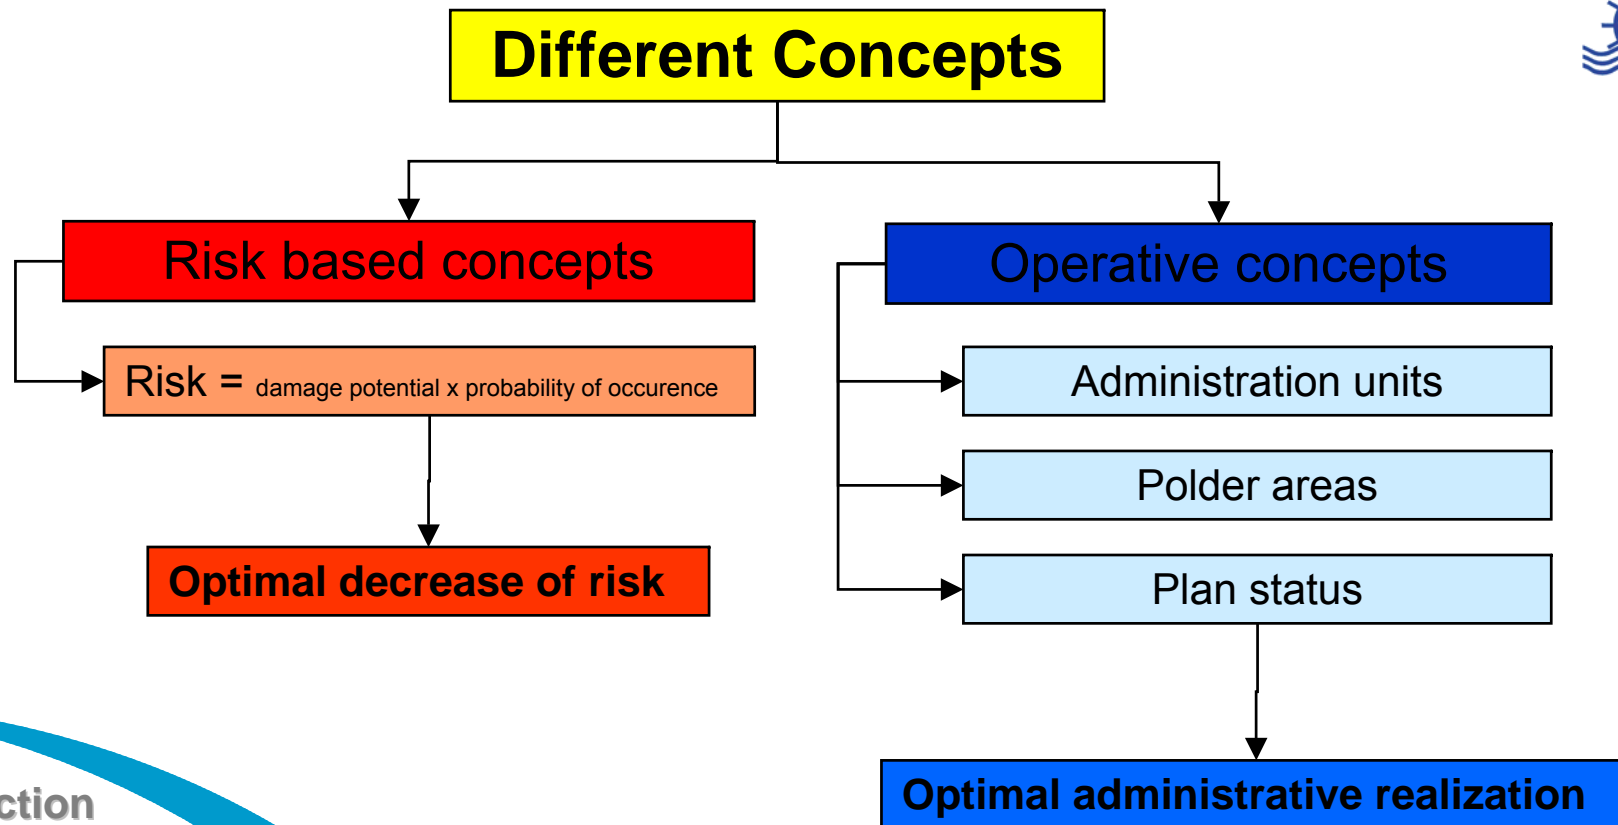 Different Concepts
Risk based concepts
Operative concepts
Risk = damage potential x probability of occurence
Administration units
Polder areas
Optimal decrease of risk
Plan status
Optimal administrative realization
ction